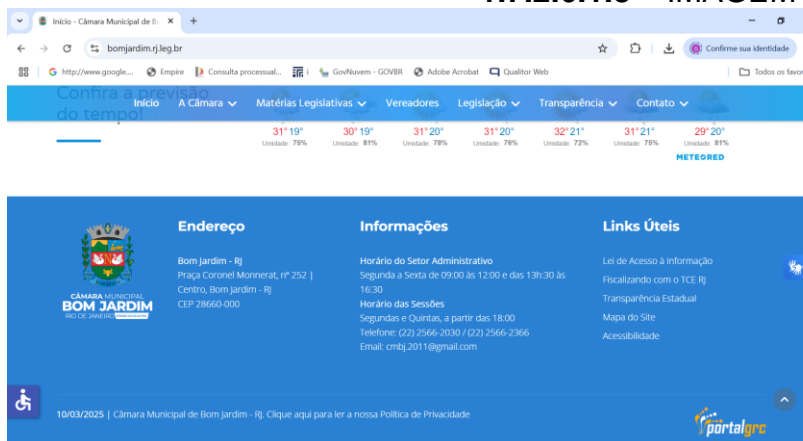 IMAGEM
Início - Câmara Municipal de B
bomjardim.rj.leg.br
Confirme sua identidade
http://www.google....
Empire
Consulta processual...
i
GovNuvem - GOVBR
Adobe Acrobat
Qualitor Web
Todos os favor
Confira a previsão
do tempo!
Início
A Câmara
Matérias Legislativas
Vereadores
Legislação
Transparência
Contato
31° 19° 30° 19° 31° 20° 31° 20° 32° 21° 31° 21° 29° 20°
Umidade: 75% Umidade: 81% Umidade: 78% Umidade: 76% Umidade: 72% Umidade: 75% Umidade: 81%
METEORED
CÂMARA MUNICIPAL
BOM JARDIM
RIO DE JANEIRO
Endereço
Bom Jardim - RJ
Praça Coronel Monnerat, nº 252 |
Centro, Bom Jardim - RJ
CEP 28660-000
Informações
Horário do Setor Administrativo
Segunda a Sexta de 09:00 às 12:00 e das 13h:30 às
16:30
Horário das Sessões
Segundas e Quintas, a partir das 18:00
Telefone: (22) 2566-2030 / (22) 2566-2366
Email: cmbj.2011@gmail.com
Links Úteis
Lei de Acesso à Informação
Fiscalizando com o TCE RJ
Transparência Estadual
Mapa do Site
Acessibilidade
10/03/2025 | Câmara Municipal de Bom Jardim - RJ. Clique aqui para ler a nossa Política de Privacidade
portalgrc